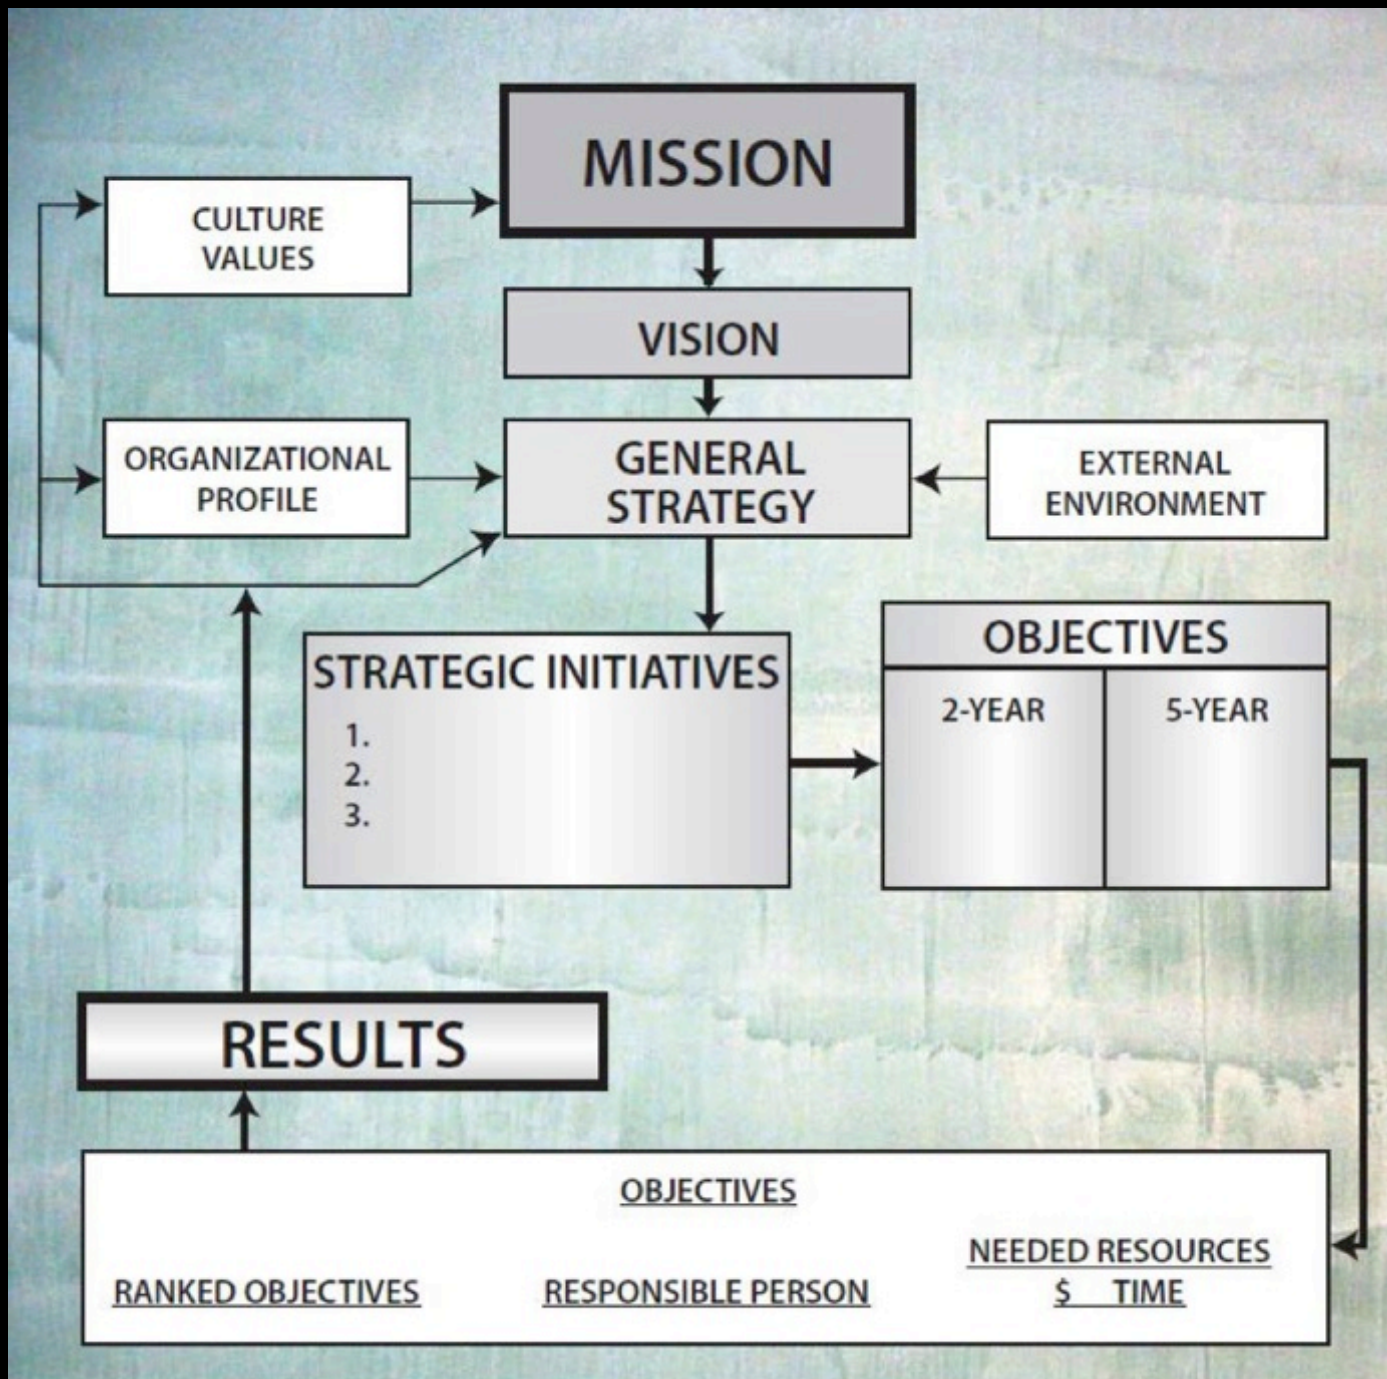 MISSION
CULTURE
VALUES
VISION
ORGANIZATIONAL
PROFILE
GENERAL
STRATEGY
EXTERNAL
ENVIRONMENT
STRATEGIC INITIATIVES
1.
2.
3.
OBJECTIVES
2-YEAR
5-YEAR
RESULTS
OBJECTIVES
RANKED OBJECTIVES
RESPONSIBLE PERSON
NEEDED RESOURCES
$ TIME